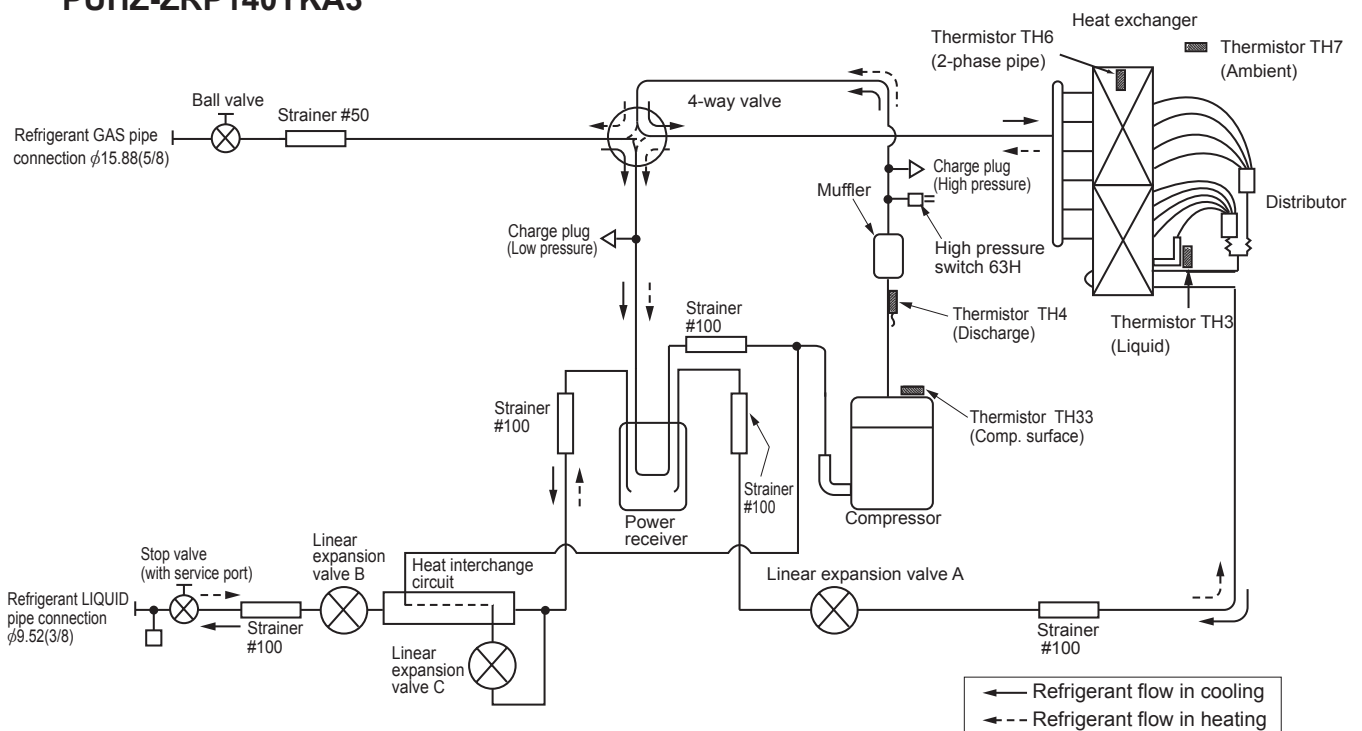 Heat exchanger
Thermistor TH6
(2-phase pipe)
Thermistor TH7
(Ambient)
Ball valve
Strainer #50
4-way valve
Refrigerant GAS pipe
connection ϕ15.88(5/8)
Charge plug
(High pressure)
Muffler
Distributor
Charge plug
(Low pressure)
High pressure
switch 63H
Strainer
#100
Thermistor TH4
(Discharge)
Thermistor TH3
(Liquid)
Strainer
#100
Thermistor TH33
(Comp. surface)
Strainer
#100
Power
receiver
Compressor
Stop valve
(with service port)
Linear
expansion
valve B
Heat interchange
circuit
Linear expansion valve A
Refrigerant LIQUID
pipe connection
ϕ9.52(3/8)
Strainer
#100
Linear
expansion
valve C
Strainer
#100
Refrigerant flow in cooling
Refrigerant flow in heating